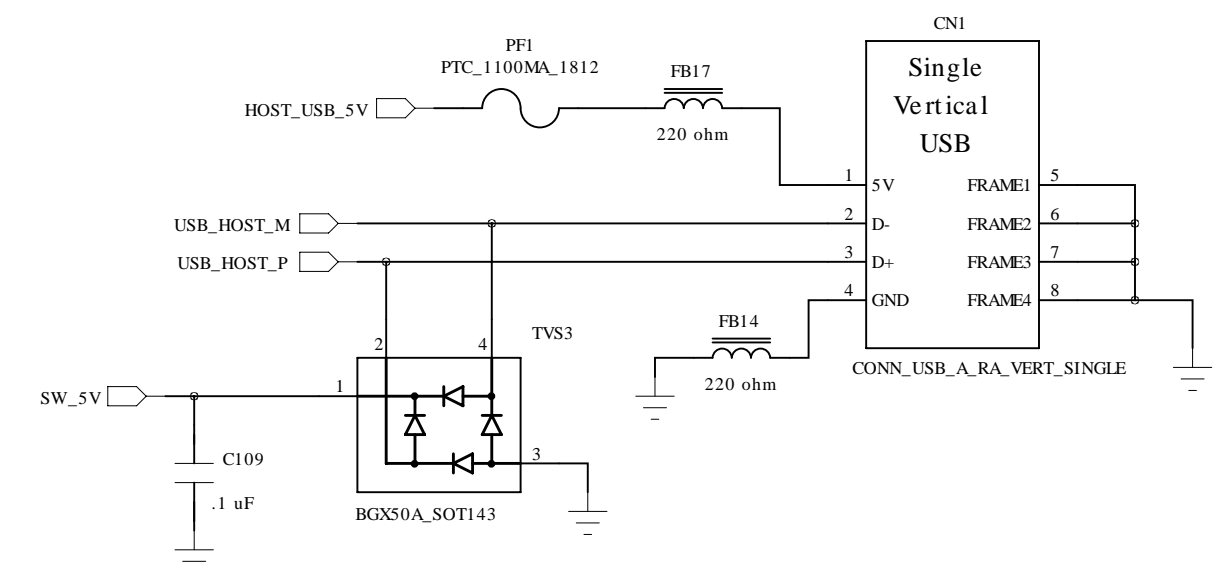 CN1
PF1
PTC_1100MA_1812
FB17
HOST_USB_5V
220 ohm
Single
Vertical
USB
1
5V
FRAME1
5
USB_HOST_M
2
D-
FRAME2
6
USB_HOST_P
3
D+
FRAME3
7
4
GND
FRAME4
8
FB14
220 ohm
CONN_USB_A_RA_VERT_SINGLE
2
4
TVS3
SW_5V
1
3
C109
.1 uF
BGX50A_SOT143